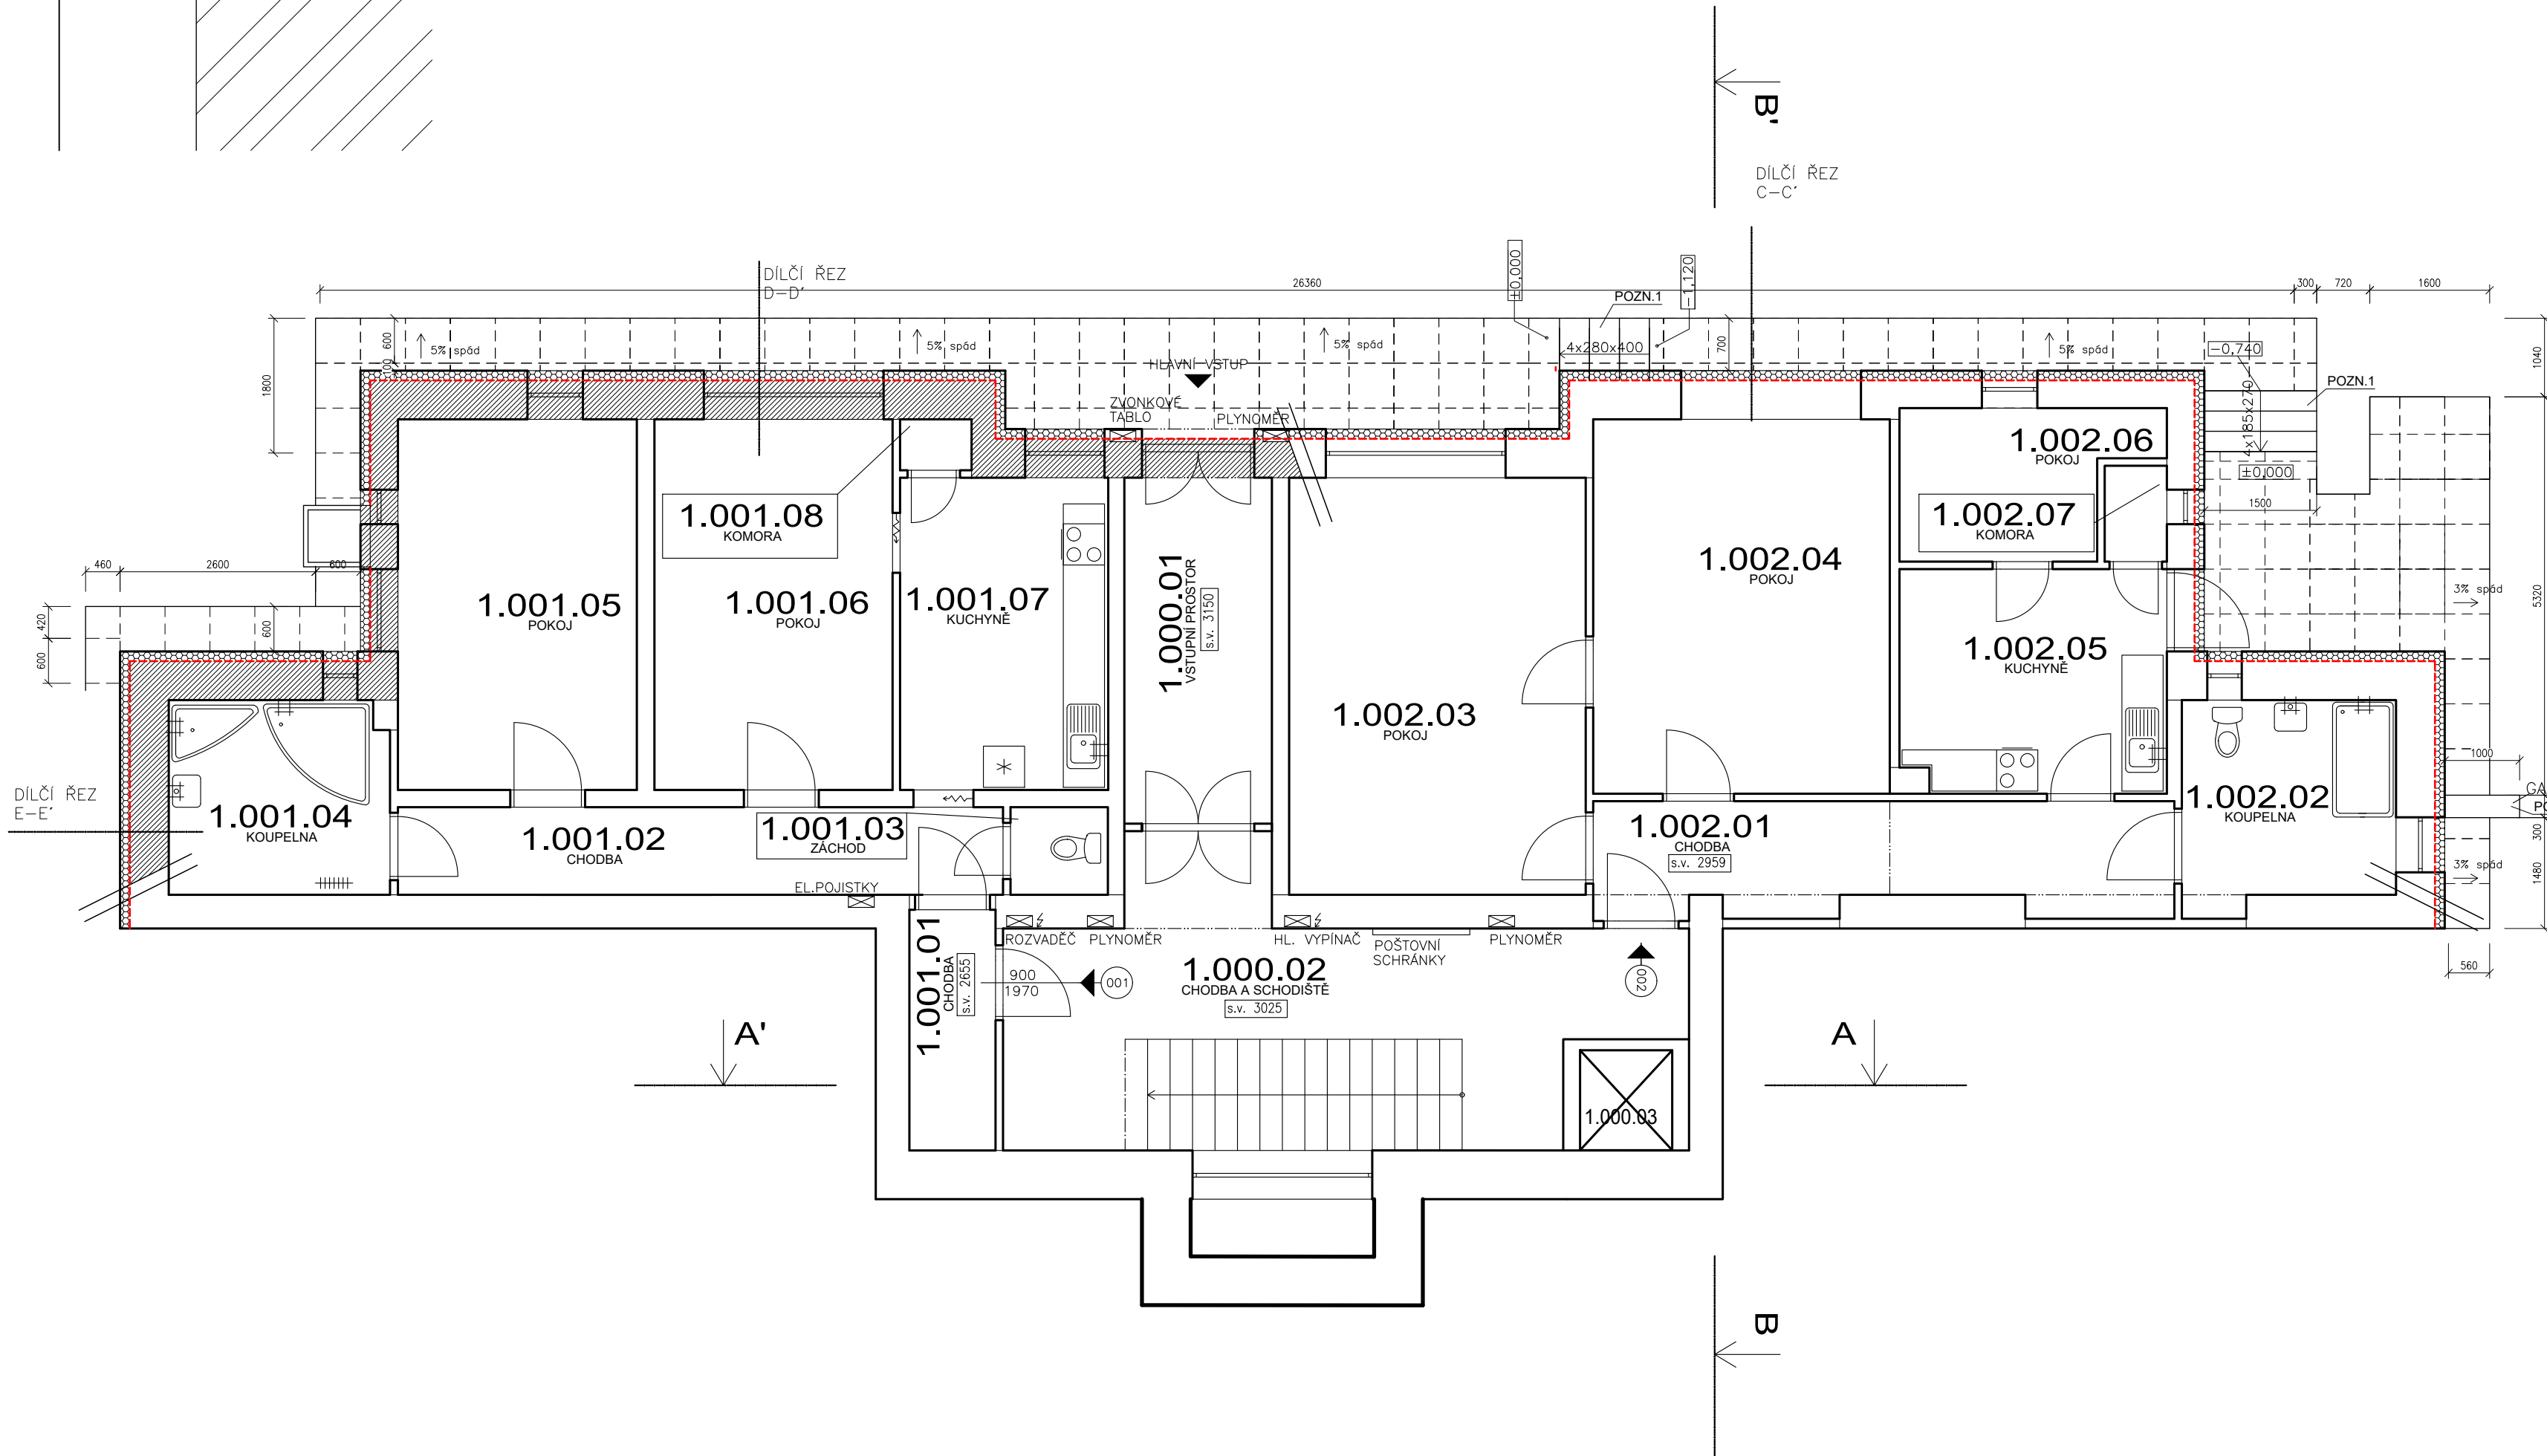 B'
DÍLČÍ ŘEZ
C-C'
DÍLČÍ ŘEZ
D-D'
26360
±0,000
POZN.1
-1,120
300
720
1600
600
100
1800
5% spád
5% spád
5% spád
5% spád
4x280x400
700
-0,740
1040
HLAVNÍ VSTUP
ZVONKOVÉ
TABLO
PLYNOMĚR
POZN.1
4x185x270
±0,000
1500
1.002.06
POKOJ
1.002.07
KOMORA
1.001.08
KOMORA
1.002.04
POKOJ
460
2600
600
420
600
600
1.001.05
POKOJ
1.001.06
POKOJ
1.001.07
KUCHYNĚ
1.000.01
VSTUPNÍ PROSTOR
s.v. 3150
3% spád
5320
1.002.05
KUCHYNĚ
1.002.03
POKOJ
1000
DÍLČÍ ŘEZ
E-E'
1.001.04
KOUPELNA
1.001.02
CHODBA
1.001.03
ZÁCHOD
1.002.01
CHODBA
s.v. 2959
1.002.02
KOUPELNA
300
3% spád
1480
EL.POJISTKY
1.001.01
CHODBA
s.v. 2655
ROZVADĚČ
PLYNOMĚR
HL. VYPÍNAČ
POŠTOVNÍ
SCHRÁNKY
PLYNOMĚR
900
1970
001
1.000.02
CHODBA A SCHODIŠTĚ
s.v. 3025
002
560
A'
A
1.000.03
B